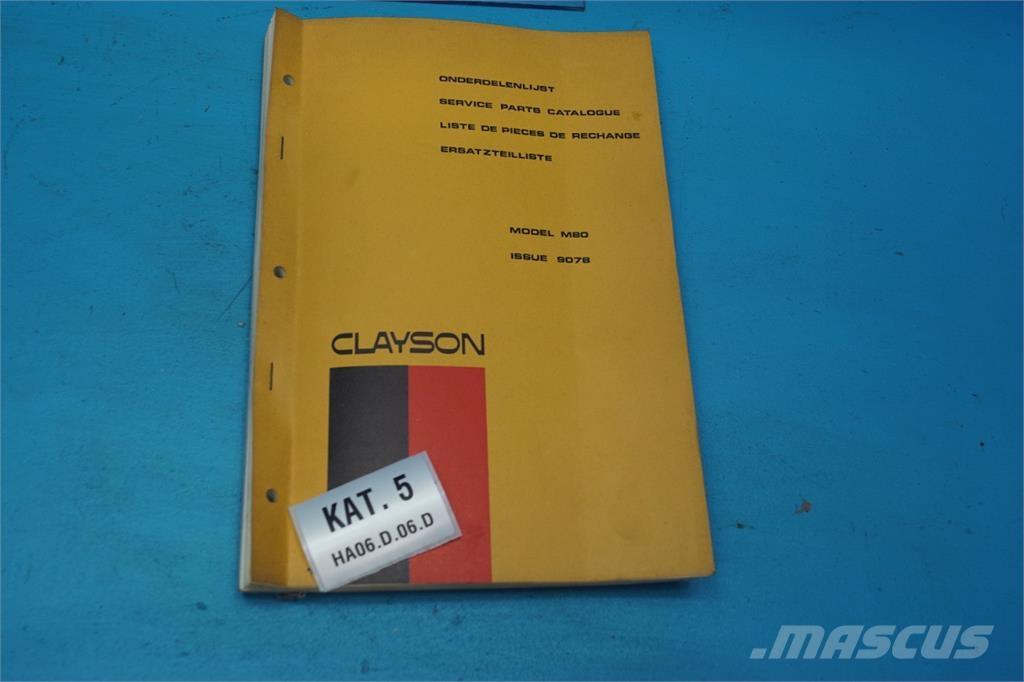 ONDERDELENLIJST
SERVICE PARTS CATALOGUE
LISTE DE PIECES DE RECHANGE
ERSATZTEILLISTE
MODEL M80
ISSUE 9078
CLAYSON
KAT. 5
HA06.D.06.D
.MASCUS